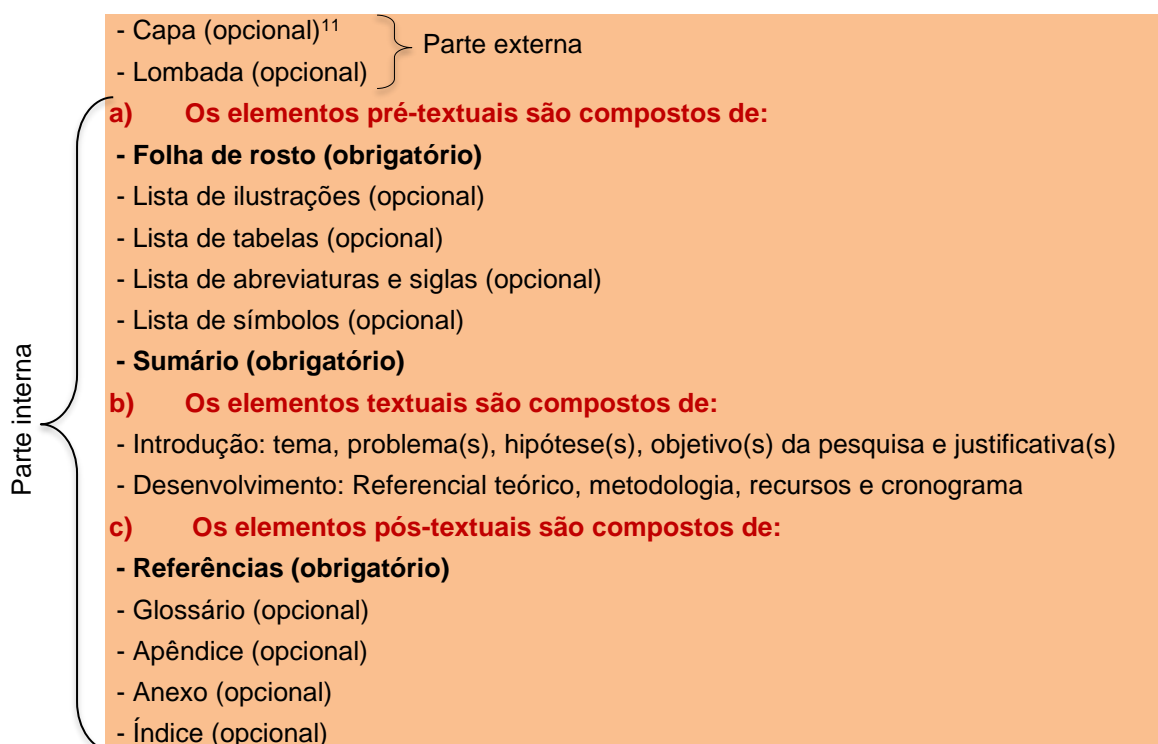 - Capa (opcional)¹¹
Parte externa
- Lombada (opcional)
a) Os elementos pré-textuais são compostos de:
- Folha de rosto (obrigatório)
- Lista de ilustrações (opcional)
- Lista de tabelas (opcional)
- Lista de abreviaturas e siglas (opcional)
- Lista de símbolos (opcional)
- Sumário (obrigatório)
b) Os elementos textuais são compostos de:
- Introdução: tema, problema(s), hipótese(s), objetivo(s) da pesquisa e justificativa(s)
- Desenvolvimento: Referencial teórico, metodologia, recursos e cronograma
c) Os elementos pós-textuais são compostos de:
- Referências (obrigatório)
- Glossário (opcional)
- Apêndice (opcional)
- Anexo (opcional)
- Índice (opcional)
Parte interna